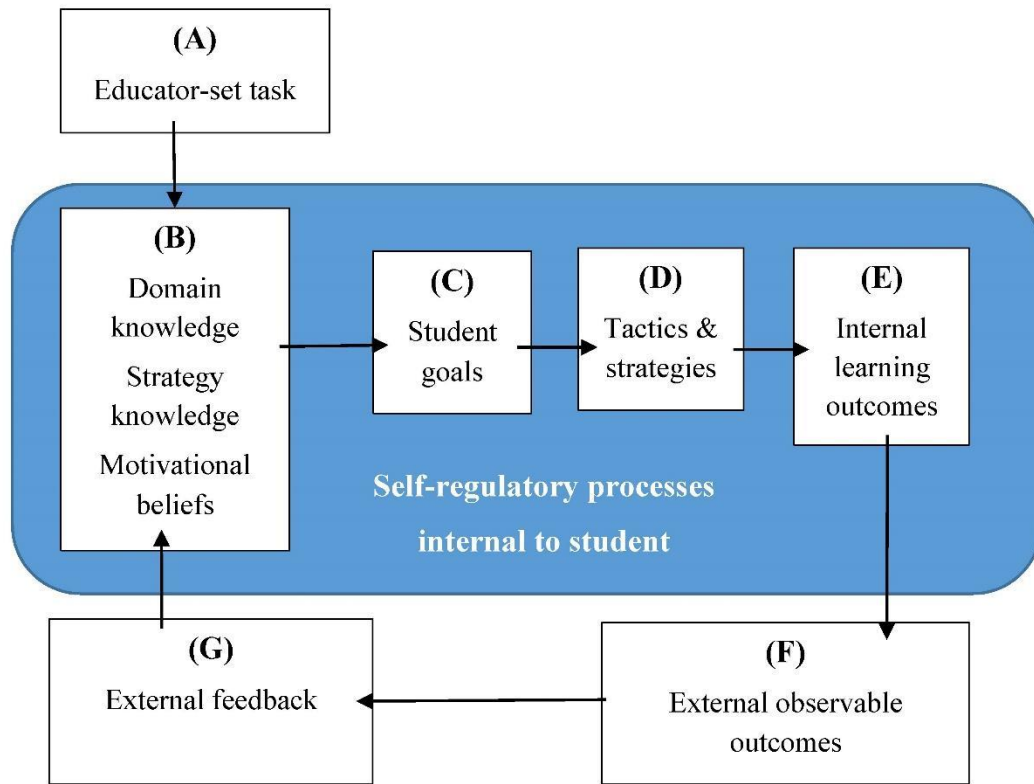 (A)
Educator-set task
(B)
Domain
knowledge
Strategy
knowledge
Motivational
beliefs
(C)
Student
goals
(D)
Tactics &
strategies
(E)
Internal
learning
outcomes
Self-regulatory processes
internal to student
(G)
External feedback
(F)
External observable
outcomes